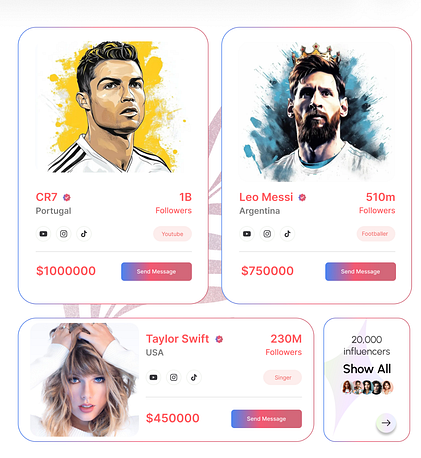 CR7 1B
Portugal Followers
Youtube
$1000000 Send Message
Leo Messi 510m
Argentina Followers
Footballer
$750000 Send Message
Taylor Swift 230M
USA Followers
Singer
$450000 Send Message
20,000
influencers
Show All